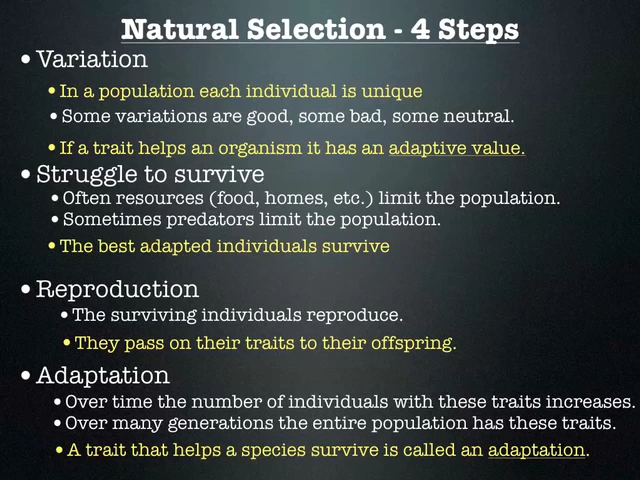 Natural Selection - 4 Steps
•Variation
•In a population each individual is unique
•Some variations are good, some bad, some neutral.
•If a trait helps an organism it has an adaptive value.
•Struggle to survive
•Often resources (food, homes, etc.) limit the population.
•Sometimes predators limit the population.
•The best adapted individuals survive
•Reproduction
•The surviving individuals reproduce.
•They pass on their traits to their offspring.
•Adaptation
•Over time the number of individuals with these traits increases.
•Over many generations the entire population has these traits.
•A trait that helps a species survive is called an adaptation.